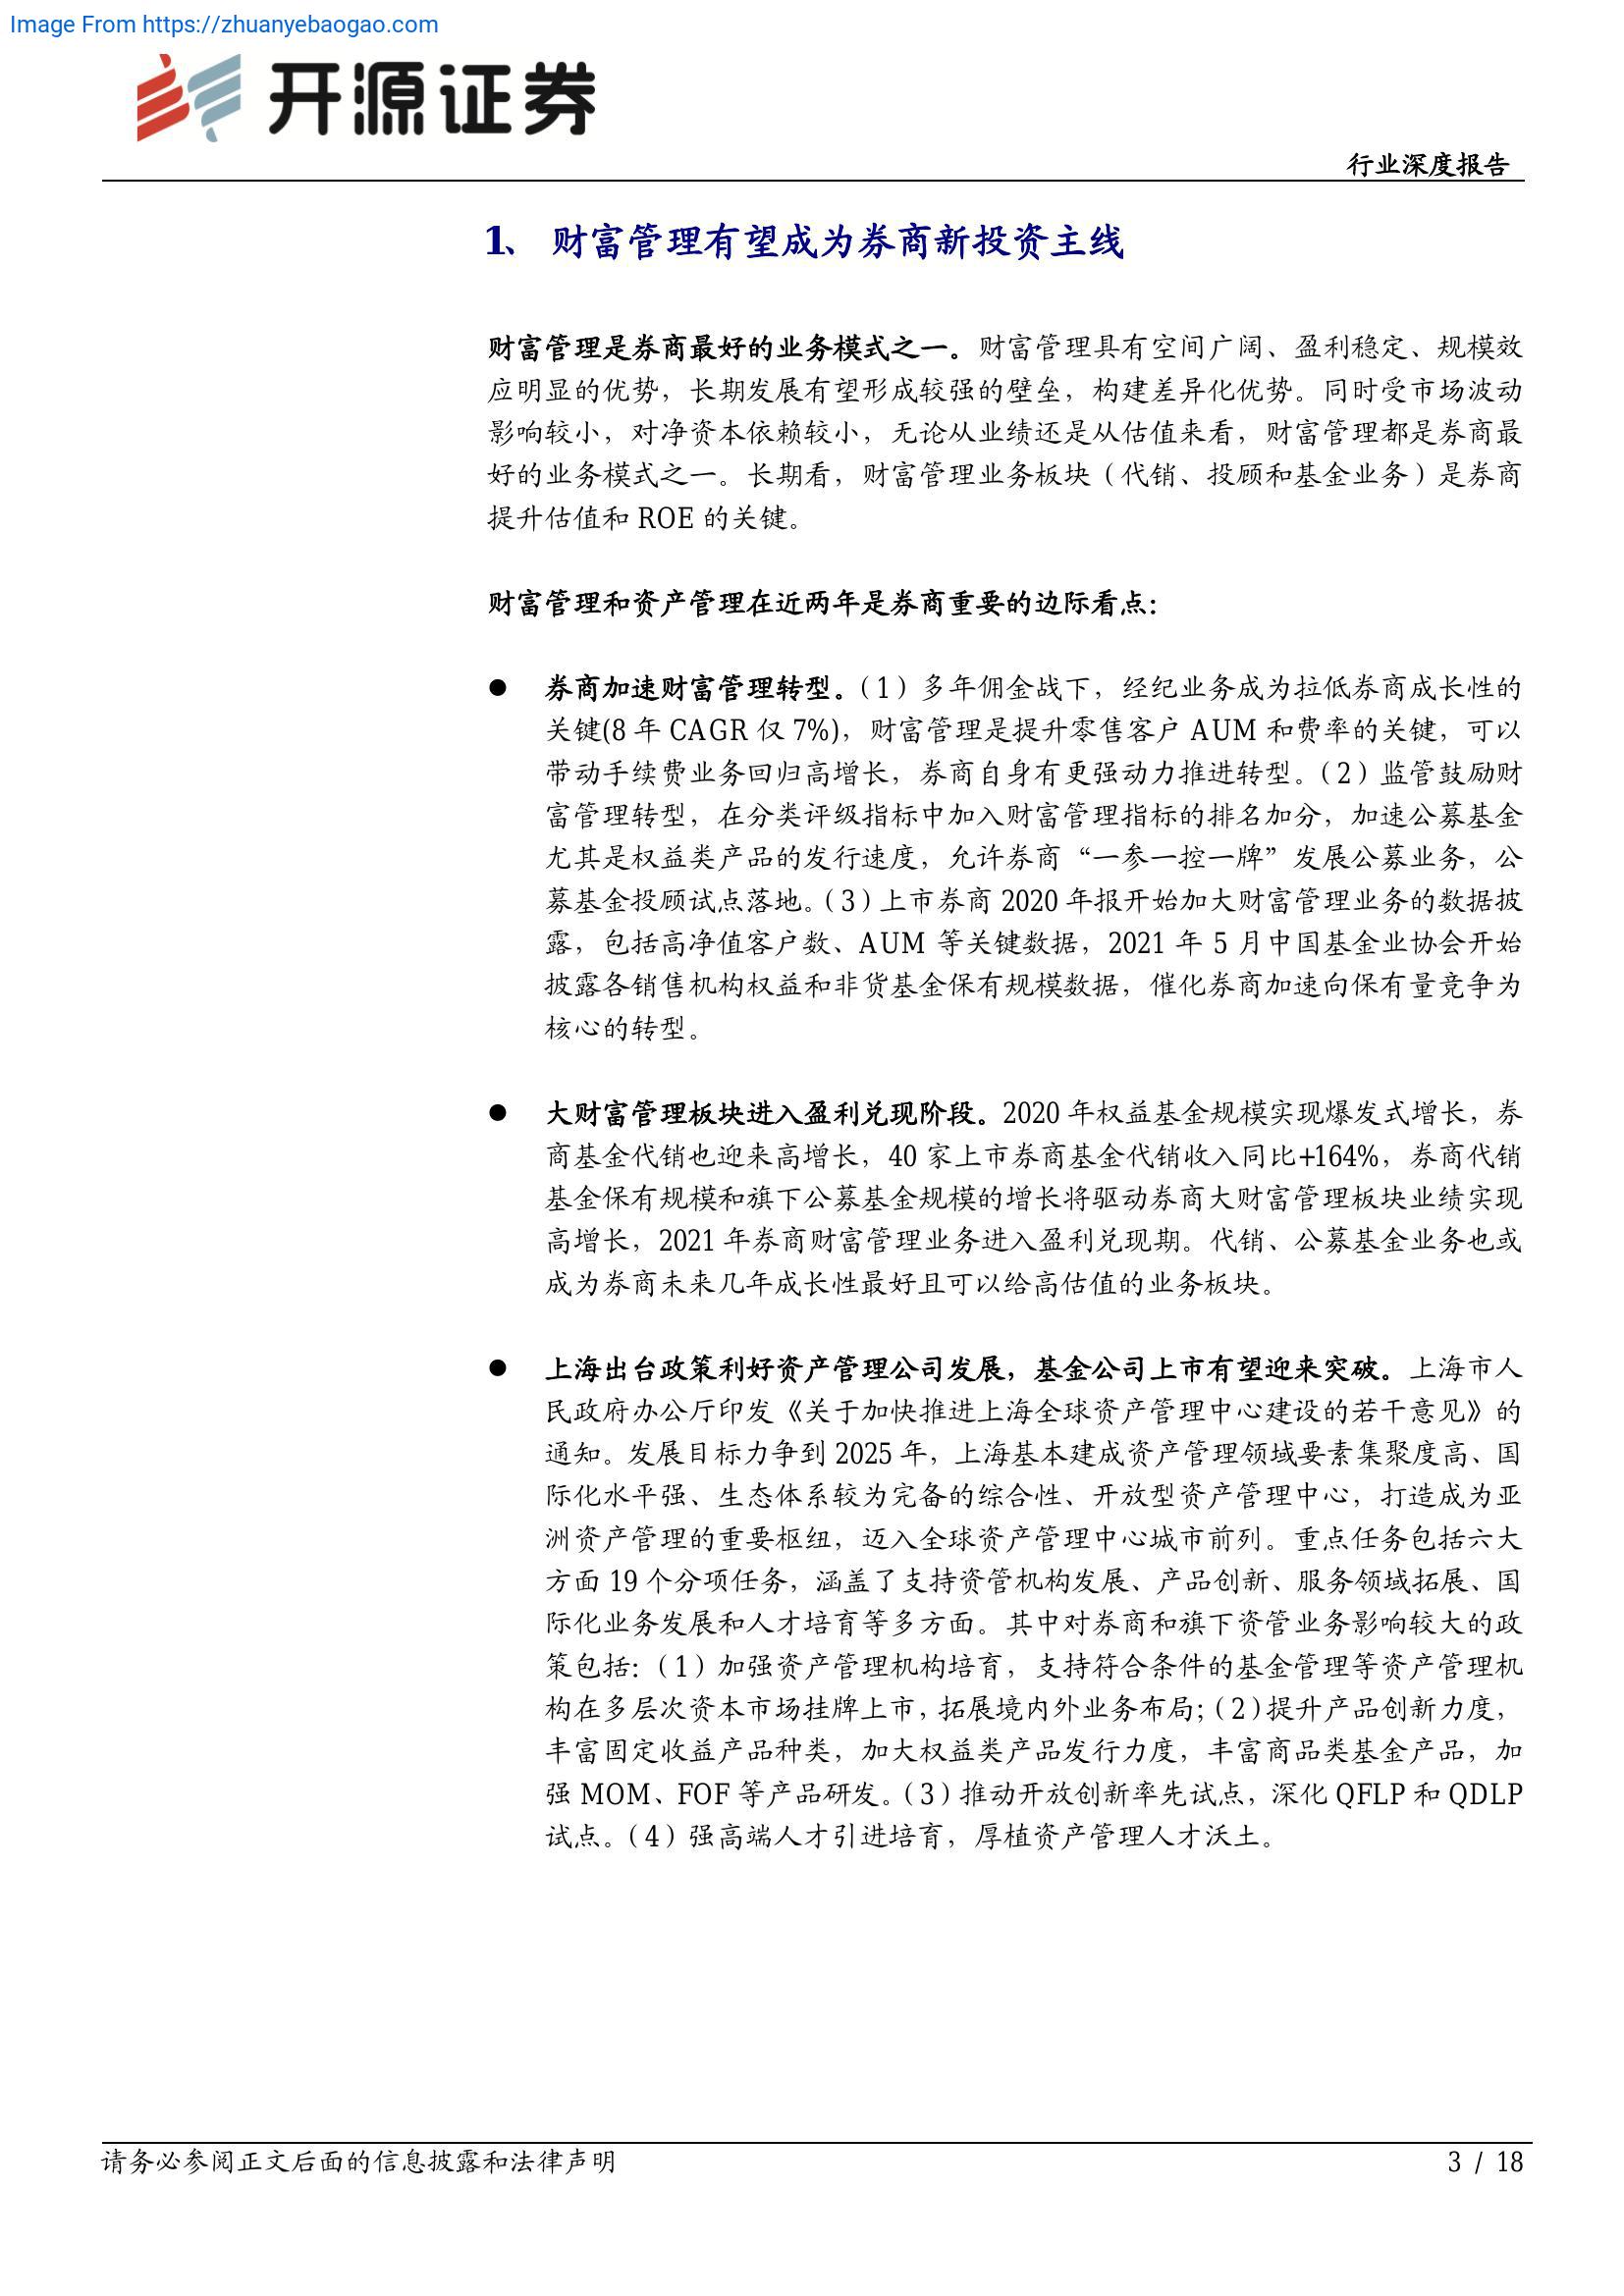 Image From https://zhuanyebaogao.com
开源证券
行业深度报告
1、 财富管理有望成为券商新投资主线
财富管理是券商最好的业务模式之一。财富管理具有空间广阔、盈利稳定、规模效
应明显的优势，长期发展有望形成较强的壁垒，构建差异化优势。同时受市场波动
影响较小，对净资本依赖较小，无论从业绩还是从估值来看，财富管理都是券商最
好的业务模式之一。长期看，财富管理业务板块（代销、投顾和基金业务）是券商
提升估值和 ROE 的关键。
财富管理和资产管理在近两年是券商重要的边际看点：
● 券商加速财富管理转型。（1）多年佣金战下，经纪业务成为拉低券商成长性的
关键(8 年 CAGR 仅 7%)，财富管理是提升零售客户 AUM 和费率的关键，可以
带动手续费业务回归高增长，券商自身有更强动力推进转型。（2）监管鼓励财
富管理转型，在分类评级指标中加入财富管理指标的排名加分，加速公募基金
尤其是权益类产品的发行速度，允许券商“一参一控一牌”发展公募业务，公
募基金投顾试点落地。（3）上市券商 2020 年报开始加大财富管理业务的数据披
露，包括高净值客户数、AUM 等关键数据，2021 年 5 月中国基金业协会开始
披露各销售机构权益和非货基金保有规模数据，催化券商加速向保有量竞争为
核心的转型。
● 大财富管理板块进入盈利兑现阶段。2020 年权益基金规模实现爆发式增长，券
商基金代销也迎来高增长，40 家上市券商基金代销收入同比+164%，券商代销
基金保有规模和旗下公募基金规模的增长将驱动券商大财富管理板块业绩实现
高增长，2021 年券商财富管理业务进入盈利兑现期。代销、公募基金业务也或
成为券商未来几年成长性最好且可以给高估值的业务板块。
● 上海出台政策利好资产管理公司发展，基金公司上市有望迎来突破。上海市人
民政府办公厅印发《关于加快推进上海全球资产管理中心建设的若干意见》的
通知。发展目标力争到 2025 年，上海基本建成资产管理领域要素集聚度高、国
际化水平强、生态体系较为完备的综合性、开放型资产管理中心，打造成为亚
洲资产管理的重要枢纽，迈入全球资产管理中心城市前列。重点任务包括六大
方面 19 个分项任务，涵盖了支持资管机构发展、产品创新、服务领域拓展、国
际化业务发展和人才培育等多方面。其中对券商和旗下资管业务影响较大的政
策包括：（1）加强资产管理机构培育，支持符合条件的基金管理等资产管理机
构在多层次资本市场挂牌上市，拓展境内外业务布局；（2）提升产品创新力度，
丰富固定收益产品种类，加大权益类产品发行力度，丰富商品类基金产品，加
强 MOM、FOF 等产品研发。（3）推动开放创新率先试点，深化 QFLP 和 QDLP
试点。（4）强高端人才引进培育，厚植资产管理人才沃土。
请务必参阅正文后面的信息披露和法律声明
3 / 18